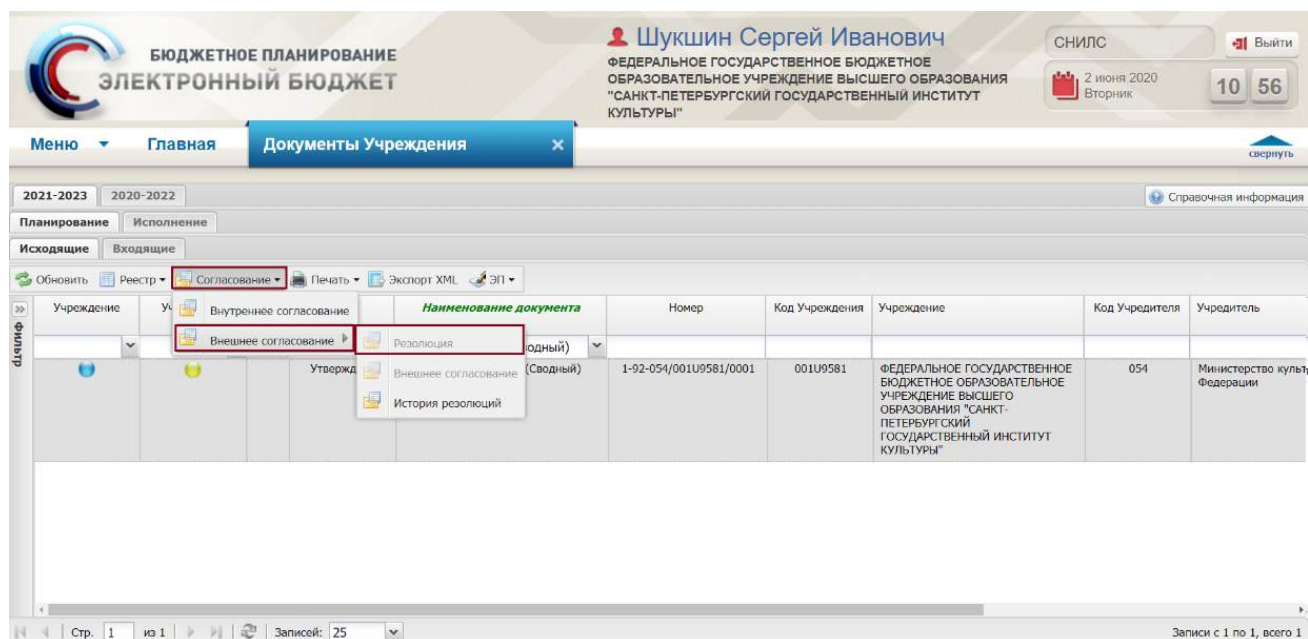 БЮДЖЕТНОЕ ПЛАНИРОВАНИЕ
ЭЛЕКТРОННЫЙ БЮДЖЕТ
Шукшин Сергей Иванович
ФЕДЕРАЛЬНОЕ ГОСУДАРСТВЕННОЕ БЮДЖЕТНОЕ
ОБРАЗОВАТЕЛЬНОЕ УЧРЕЖДЕНИЕ ВЫСШЕГО ОБРАЗОВАНИЯ
"САНКТ-ПЕТЕРБУРГСКИЙ ГОСУДАРСТВЕННЫЙ ИНСТИТУТ
КУЛЬТУРЫ"
СНИЛС
Выйти
2 июня 2020
Вторник
10 56
Меню Главная Документы Учреждения
свернуть
2021-2023 2020-2022
Справочная информация
Планирование Исполнение
Исходящие Входящие
Обновить Реестр Согласование Печать Экспорт XML ЭП
Фильтр
Учреждение Наименование документа Номер Код Учреждения Учреждение Код Учредителя Учредитель
Внутреннее согласование
Внешнее согласование
Резолюция
Внешнее согласование
История резолюций
одный)
Утвержд (Сводный) 1-92-054/001U9581/0001 001U9581
ФЕДЕРАЛЬНОЕ ГОСУДАРСТВЕННОЕ
БЮДЖЕТНОЕ ОБРАЗОВАТЕЛЬНОЕ
УЧРЕЖДЕНИЕ ВЫСШЕГО
ОБРАЗОВАНИЯ "САНКТ-
ПЕТЕРБУРГСКИЙ
ГОСУДАРСТВЕННЫЙ ИНСТИТУТ
КУЛЬТУРЫ"
054
Министерство культ
Федерации
Стр. 1 из 1 Записей: 25
Записи с 1 по 1, всего 1